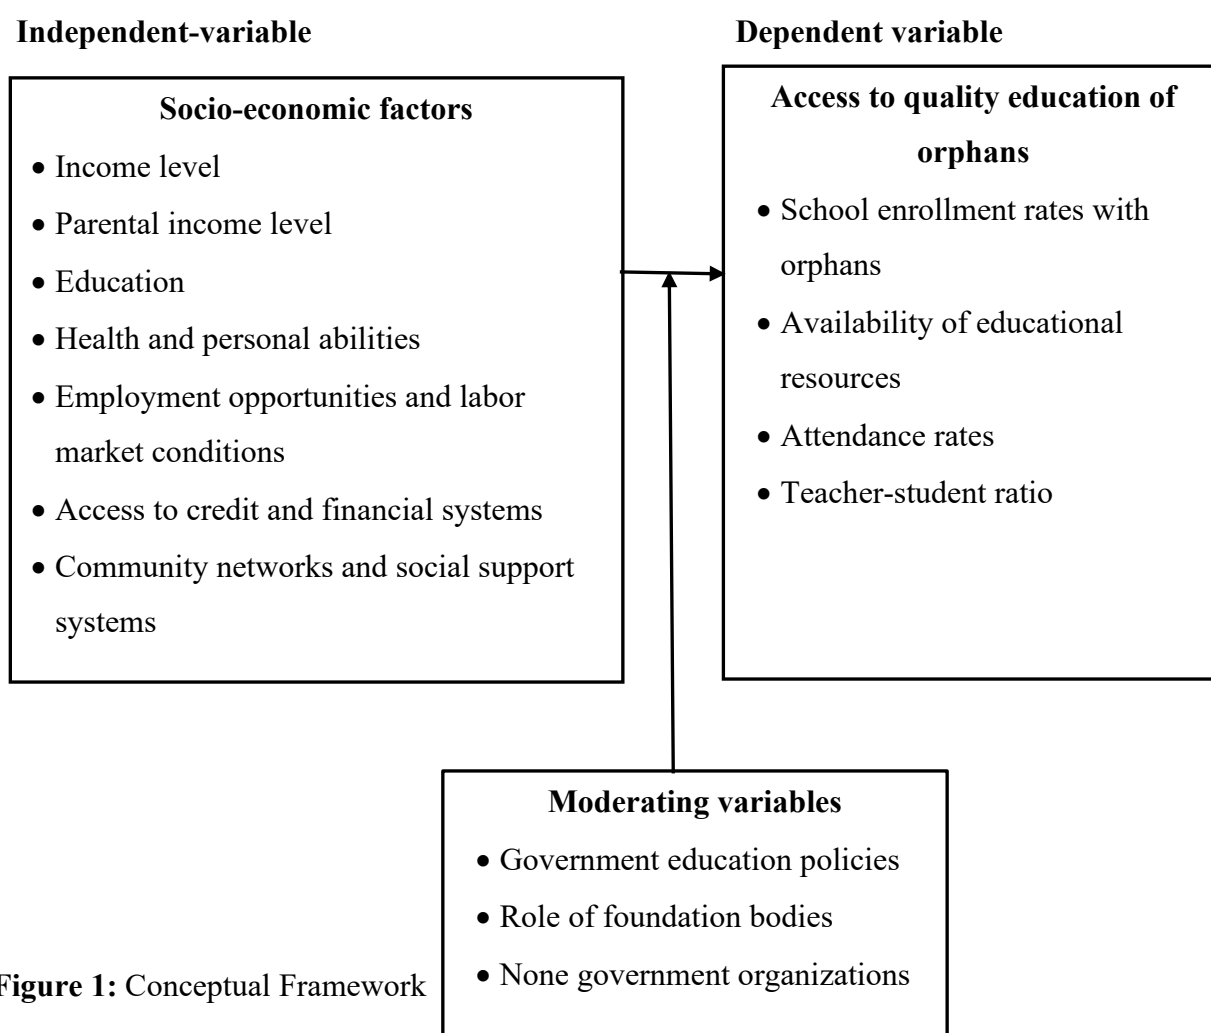 Independent-variable
Dependent variable
Socio-economic factors
• Income level
• Parental income level
• Education
• Health and personal abilities
• Employment opportunities and labor
market conditions
• Access to credit and financial systems
• Community networks and social support
systems
Access to quality education of
orphans
• School enrollment rates with
orphans
• Availability of educational
resources
• Attendance rates
• Teacher-student ratio
Moderating variables
• Government education policies
• Role of foundation bodies
• None government organizations
Figure 1: Conceptual Framework